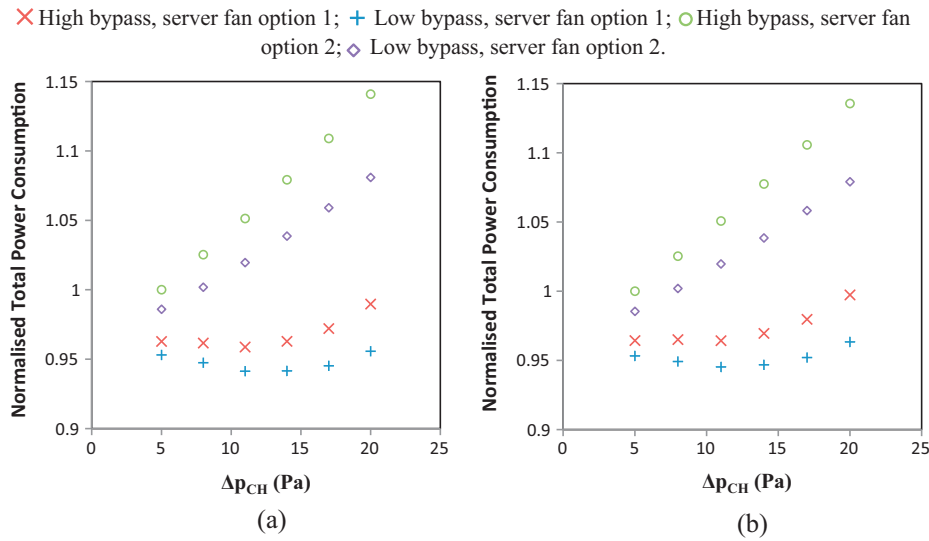 High bypass, server fan option 1; Low bypass, server fan option 1; High bypass, server fan
option 2; Low bypass, server fan option 2.
Normalised Total Power Consumption
1.15
1.1
1.05
1
0.95
0.9
0 5 10 15 20 25
ΔpCH (Pa)
(a)
Normalised Total Power Consumption
1.15
1.1
1.05
1
0.95
0.9
0 5 10 15 20 25
ΔpCH (Pa)
(b)